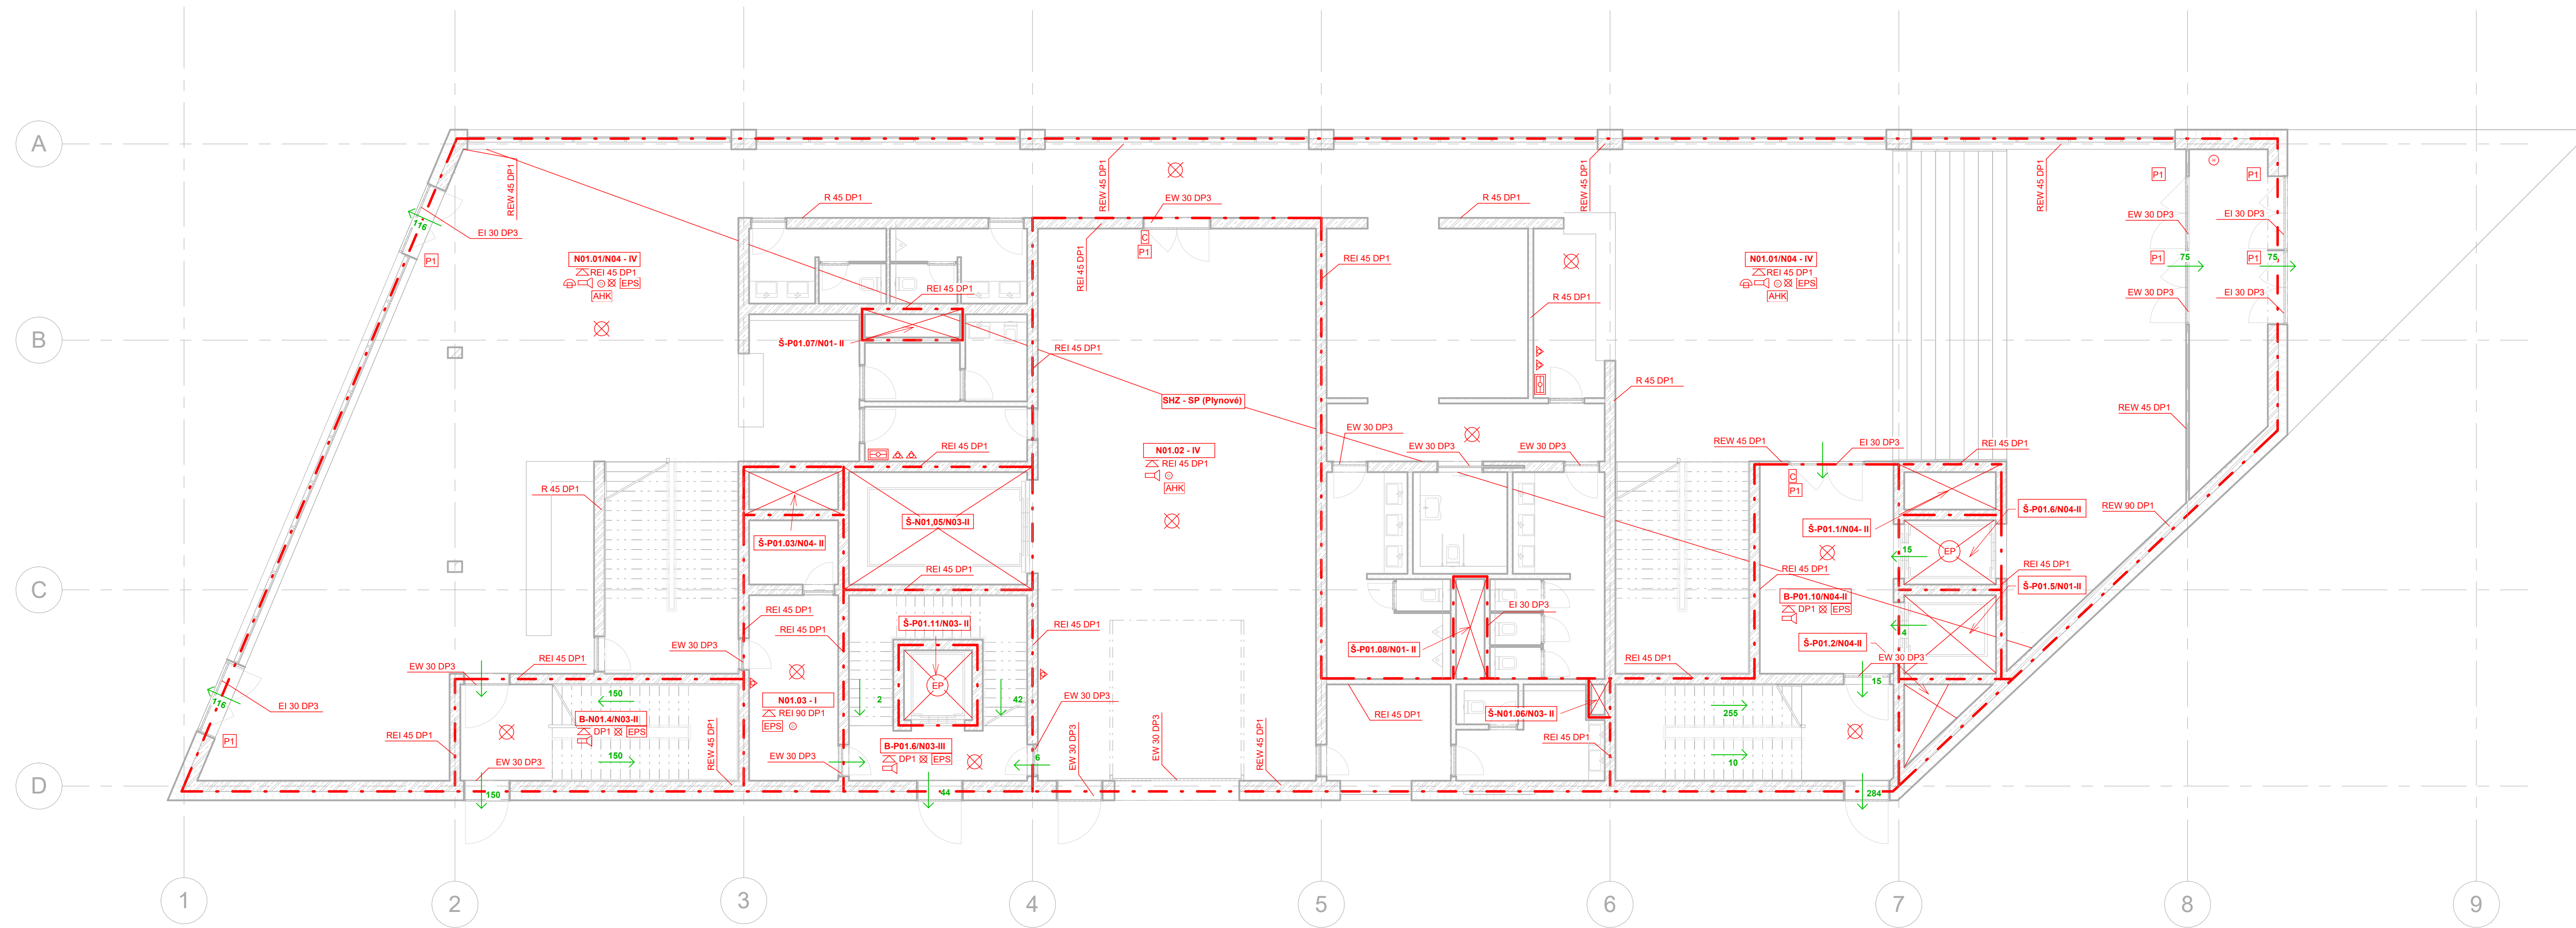 A
B
C
D
1
2
3
4
5
6
7
8
9
REW 45 DP1
116
EI 30 DP3
P1
N01.01/N04 - IV
REI 45 DP1
EPS
AHK
R 45 DP1
REI 45 DP1
Š-P01.07/N01- II
REW 45 DP1
REI 45 DP1
EW 30 DP3
C
P1
REI 45 DP1
REI 45 DP1
SHZ - SP (Plynové)
N01.02 - IV
REI 45 DP1
AHK
R 45 DP1
R 45 DP1
REW 45 DP1
R 45 DP1
N01.01/N04 - IV
REI 45 DP1
EPS
AHK
REW 45 DP1
P1
P1
H
EW 30 DP3
EI 30 DP3
P1
75
P1
75
EW 30 DP3
EI 30 DP3
REW 45 DP1
REI 45 DP1
R 45 DP1
Š-P01.03/N04- II
Š-N01,05/N03-II
REI 45 DP1
EW 30 DP3
EW 30 DP3
EW 30 DP3
REW 45 DP1
EI 30 DP3
REI 45 DP1
C
P1
Š-P01.1/N04- II
Š-P01.6/N04-II
REW 90 DP1
EP
15
REI 45 DP1
REI 45 DP1
Š-P01.5/N01-II
B-P01.10/N04-II
DP1
EPS
4
Š-P01.2/N04-II
EW 30 DP3
15
REI 45 DP1
REI 45 DP1
Š-P01.11/N03- II
REI 45 DP1
EI 30 DP3
Š-P01.08/N01- II
EW 30 DP3
REI 45 DP1
EW 30 DP3
REI 45 DP1
116
EI 30 DP3
P1
150
B-N01.4/N03-II
DP1
EPS
150
REI 45 DP1
EW 30 DP3
150
REW 45 DP1
N01.03 - I
REI 90 DP1
EPS
EW 30 DP3
2
EP
42
B-P01.6/N03-III
DP1
EPS
6
44
EW 30 DP3
EW 30 DP3
EW 30 DP3
REW 45 DP1
REI 45 DP1
Š-N01.06/N03- II
REI 45 DP1
255
10
284